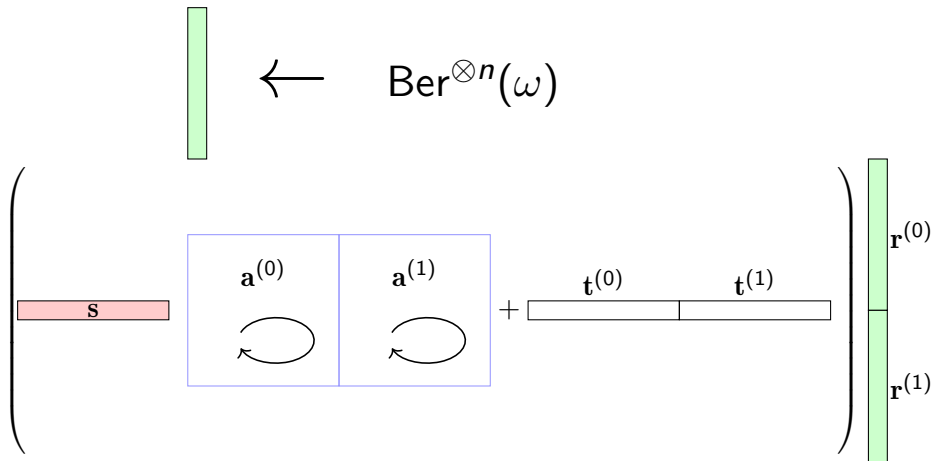 ← Ber⊗n(ω)
a(0) a(1)
t(0) t(1)
s +
r(0)
r(1)